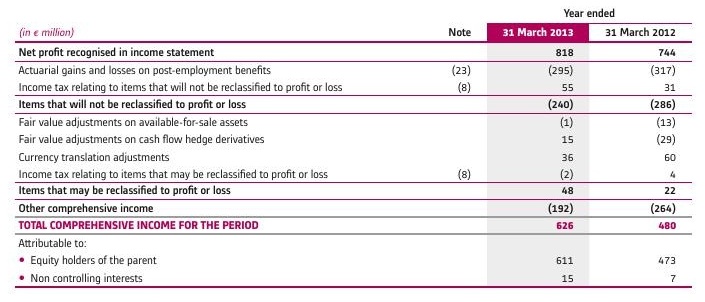 Year ended
(in € million) Note 31 March 2013 31 March 2012
Net profit recognised in income statement 818 744
Actuarial gains and losses on post-employment benefits (23) (295) (317)
Income tax relating to items that will not be reclassified to profit or loss (8) 55 31
Items that will not be reclassified to profit or loss (240) (286)
Fair value adjustments on available-for-sale assets (1) (13)
Fair value adjustments on cash flow hedge derivatives 15 (29)
Currency translation adjustments 36 60
Income tax relating to items that may be reclassified to profit or loss (8) (2) 4
Items that may be reclassified to profit or loss 48 22
Other comprehensive income (192) (264)
TOTAL COMPREHENSIVE INCOME FOR THE PERIOD 626 480
Attributable to:
• Equity holders of the parent 611 473
• Non controlling interests 15 7